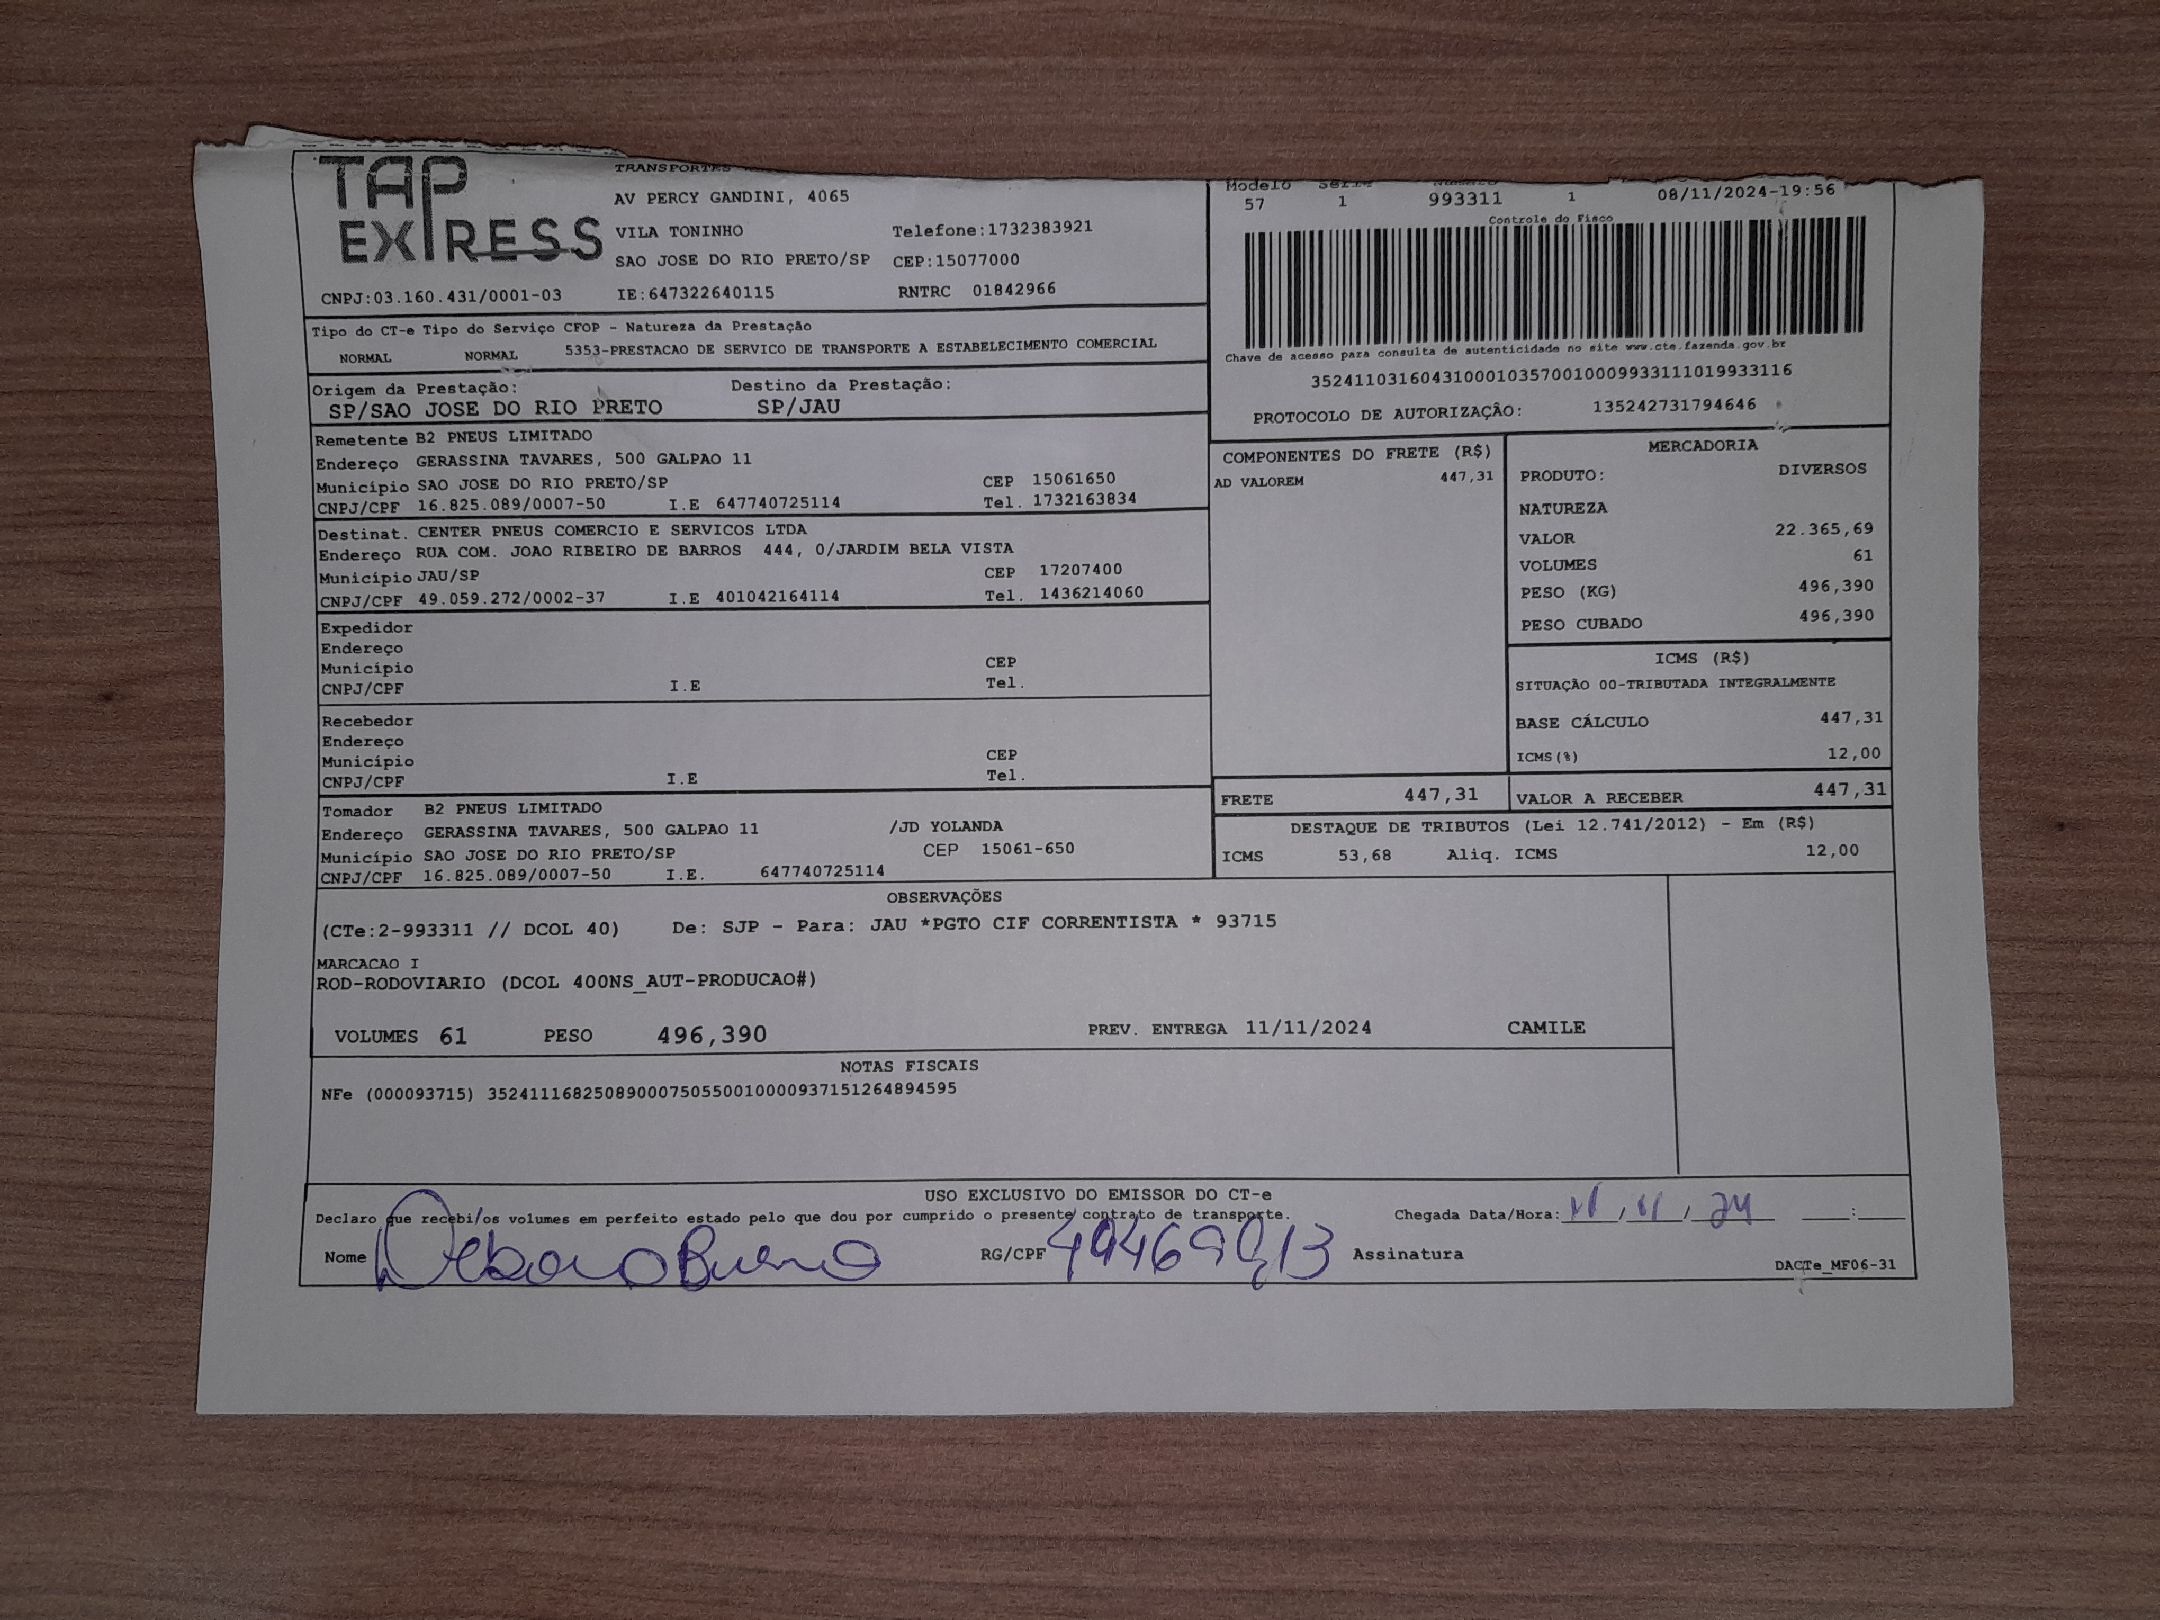 TAP EXPRESS
TRANSPORTES
AV PERCY GANDINI, 4065
VILA TONINHO Telefone:1732383921
SAO JOSE DO RIO PRETO/SP CEP:15077000
CNPJ:03.160.431/0001-03 IE:647322640115 RNTRC 01842966
Modelo Serie
57 1 993311 1 08/11/2024-19:56
Controle do Fisco
Chave de acesso para consulta de autenticidade no site www.cte.fazenda.gov.br
35241103160431000103570010009933111019933116
PROTOCOLO DE AUTORIZAÇÂO: 135242731794646
Tipo do CT-e Tipo do Serviço CFOP - Natureza da Prestação
NORMAL NORMAL 5353-PRESTACAO DE SERVICO DE TRANSPORTE A ESTABELECIMENTO COMERCIAL
Origem da Prestação: Destino da Prestação:
SP/SAO JOSE DO RIO PRETO SP/JAU
Remetente B2 PNEUS LIMITADO
Endereço GERASSINA TAVARES, 500 GALPAO 11
Município SAO JOSE DO RIO PRETO/SP CEP 15061650
CNPJ/CPF 16.825.089/0007-50 I.E 647740725114 Tel. 1732163834
Destinat. CENTER PNEUS COMERCIO E SERVICOS LTDA
Endereço RUA COM. JOAO RIBEIRO DE BARROS 444, 0/JARDIM BELA VISTA
Município JAU/SP CEP 17207400
CNPJ/CPF 49.059.272/0002-37 I.E 401042164114 Tel. 1436214060
Expedidor
Endereço
Município CEP
CNPJ/CPF I.E Tel.
Recebedor
Endereço
Município CEP
CNPJ/CPF I.E Tel.
Tomador B2 PNEUS LIMITADO
Endereço GERASSINA TAVARES, 500 GALPAO 11 /JD YOLANDA
Município SAO JOSE DO RIO PRETO/SP CEP 15061-650
CNPJ/CPF 16.825.089/0007-50 I.E. 647740725114
COMPONENTES DO FRETE (R$)
AD VALOREM 447,31
MERCADORIA
PRODUTO: DIVERSOS
NATUREZA
VALOR 22.365,69
VOLUMES 61
PESO (KG) 496,390
PESO CUBADO 496,390
ICMS (R$)
SITUAÇÃO 00-TRIBUTADA INTEGRALMENTE
BASE CÁLCULO 447,31
ICMS(%) 12,00
FRETE 447,31 VALOR A RECEBER 447,31
DESTAQUE DE TRIBUTOS (Lei 12.741/2012) - Em (R$)
ICMS 53,68 Aliq. ICMS 12,00
OBSERVAÇÕES
(CTe:2-993311 // DCOL 40) De: SJP - Para: JAU *PGTO CIF CORRENTISTA * 93715
MARCACAO I
ROD-RODOVIARIO (DCOL 400NS_AUT-PRODUCAO#)
VOLUMES 61 PESO 496,390 PREV. ENTREGA 11/11/2024 CAMILE
NOTAS FISCAIS
NFe (000093715) 35241116825089000750550010000937151264894595
USO EXCLUSIVO DO EMISSOR DO CT-e
Declaro que recebi/os volumes em perfeito estado pelo que dou por cumprido o presente contrato de transporte. Chegada Data/Hora: 11/11/24 __:__
Nome Debora Bueno RG/CPF Assinatura
DACTe_MF06-31